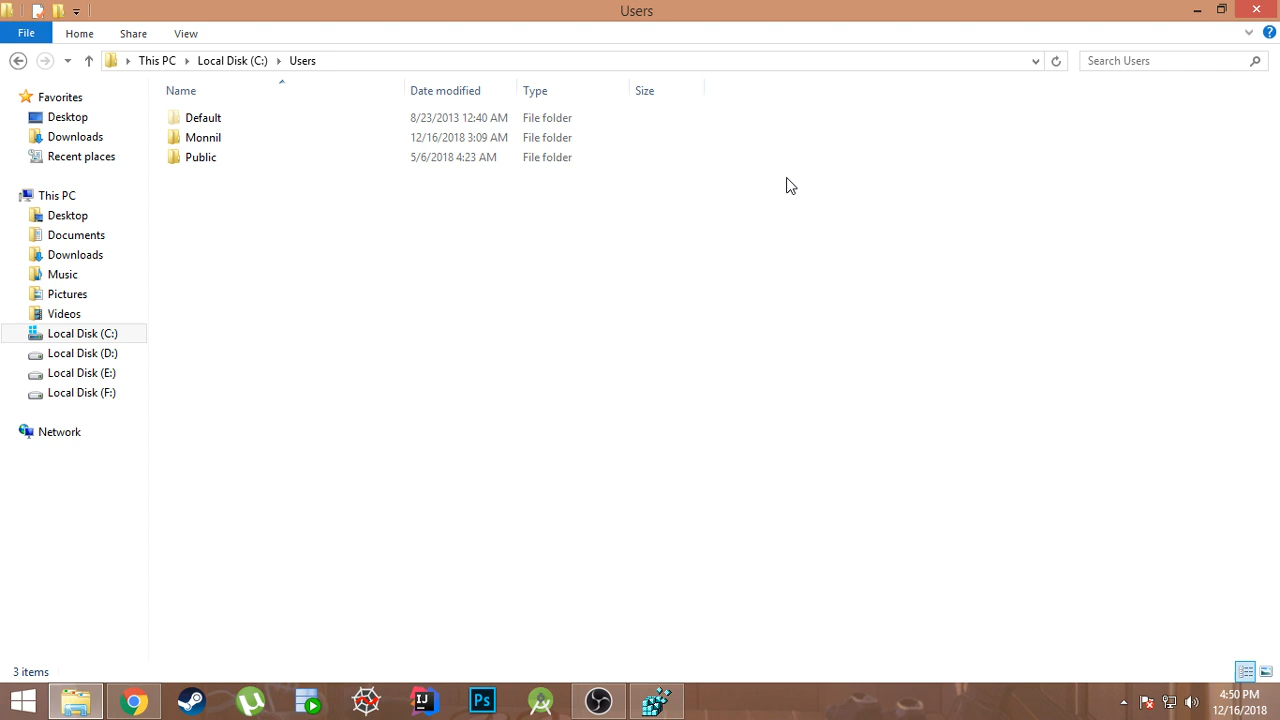 Users
File Home Share View
This PC Local Disk (C:) Users
Search Users
Name Date modified Type Size
Default 8/23/2013 12:40 AM File folder
Monnil 12/16/2018 3:09 AM File folder
Public 5/6/2018 4:23 AM File folder
Favorites
Desktop
Downloads
Recent places
This PC
Desktop
Documents
Downloads
Music
Pictures
Videos
Local Disk (C:)
Local Disk (D:)
Local Disk (E:)
Local Disk (F:)
Network
3 items
IJ
Ps
4:50 PM
12/16/2018